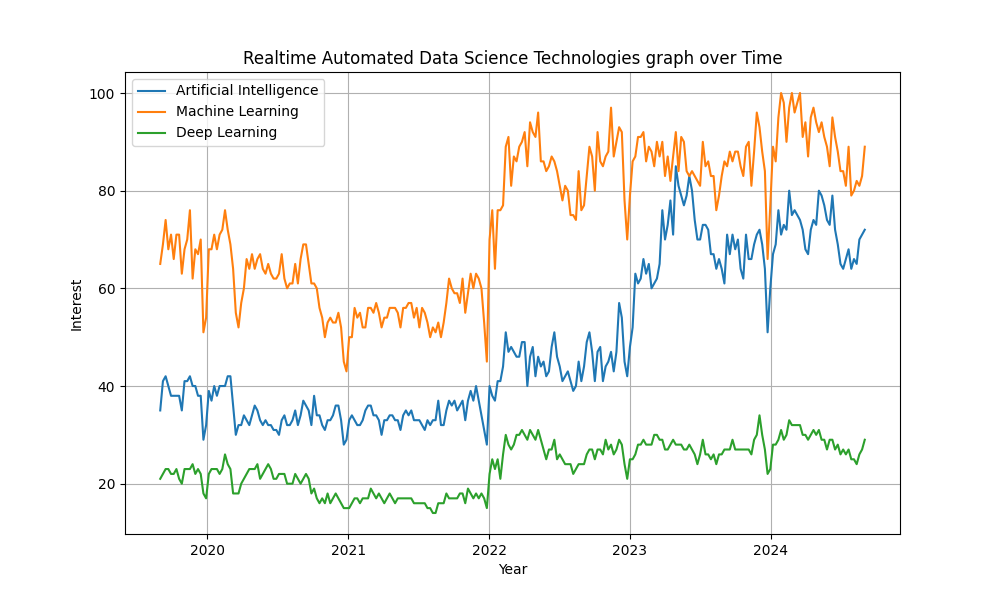 Realtime Automated Data Science Technologies graph over Time
Artificial Intelligence
Machine Learning
Deep Learning
100
80
60
40
20
Interest
2020
2021
2022
2023
2024
Year